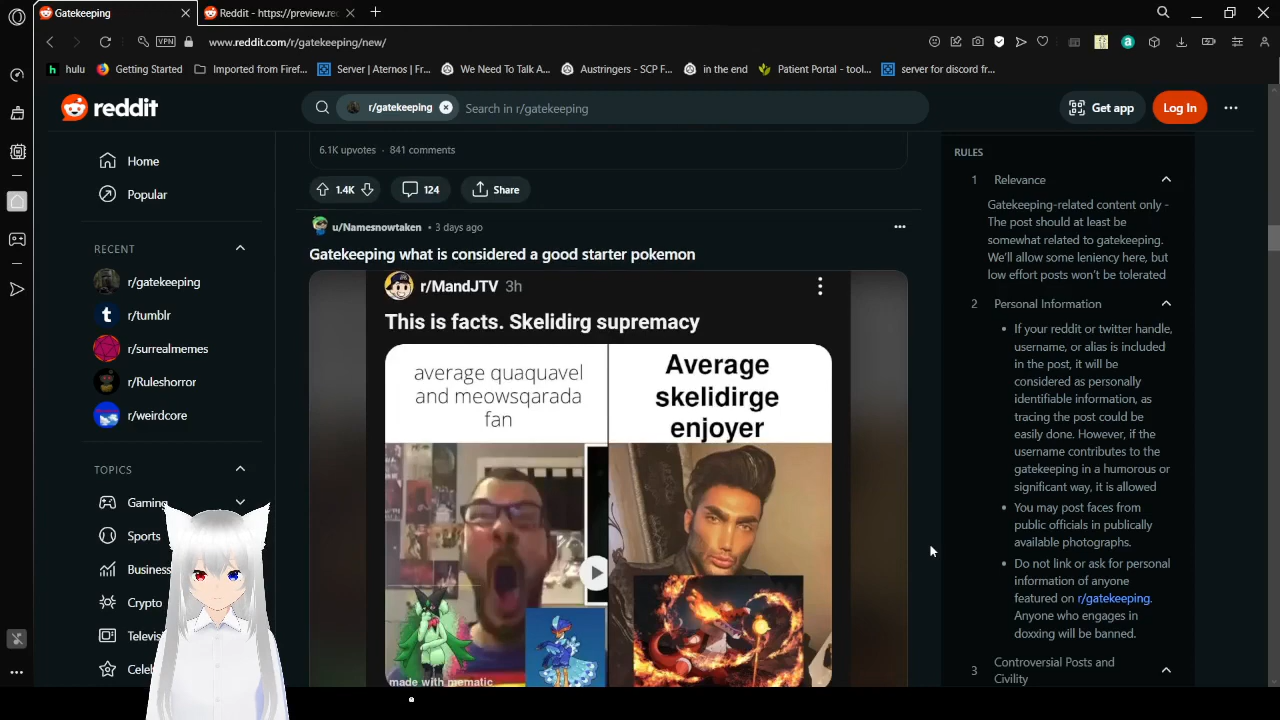 Gatekeeping
Reddit - https://preview.re
VPN
www.reddit.com/r/gatekeeping/new/
hulu
Getting Started
Imported from Firef...
Server | Aternos | Fr...
We Need To Talk A...
Austringers - SCP F...
in the end
Patient Portal - tool...
server for discord fr...
reddit
r/gatekeeping
Search in r/gatekeeping
Get app
Log In
Home
Popular
RECENT
r/gatekeeping
r/tumblr
r/surrealmemes
r/Ruleshorror
r/weirdcore
TOPICS
Gaming
Sports
Business
Crypto
Televis
Celeb
6.1K upvotes • 841 comments
1.4K
124
Share
u/Namesnowtaken • 3 days ago
Gatekeeping what is considered a good starter pokemon
r/MandJTV 3h
This is facts. Skelidirg supremacy
average quaquavel
and meowsqarada
fan
Average
skelidirge
enjoyer
made with mematic
RULES
1 Relevance
Gatekeeping-related content only -
The post should at least be
somewhat related to gatekeeping.
We'll allow some leniency here, but
low effort posts won't be tolerated
2 Personal Information
If your reddit or twitter handle,
username, or alias is included
in the post, it will be
considered as personally
identifiable information, as
tracing the post could be
easily done. However, if the
username contributes to the
gatekeeping in a humorous or
significant way, it is allowed
You may post faces from
public officials in publically
available photographs.
Do not link or ask for personal
information of anyone
featured on r/gatekeeping.
Anyone who engages in
doxxing will be banned.
3 Controversial Posts and
Civility